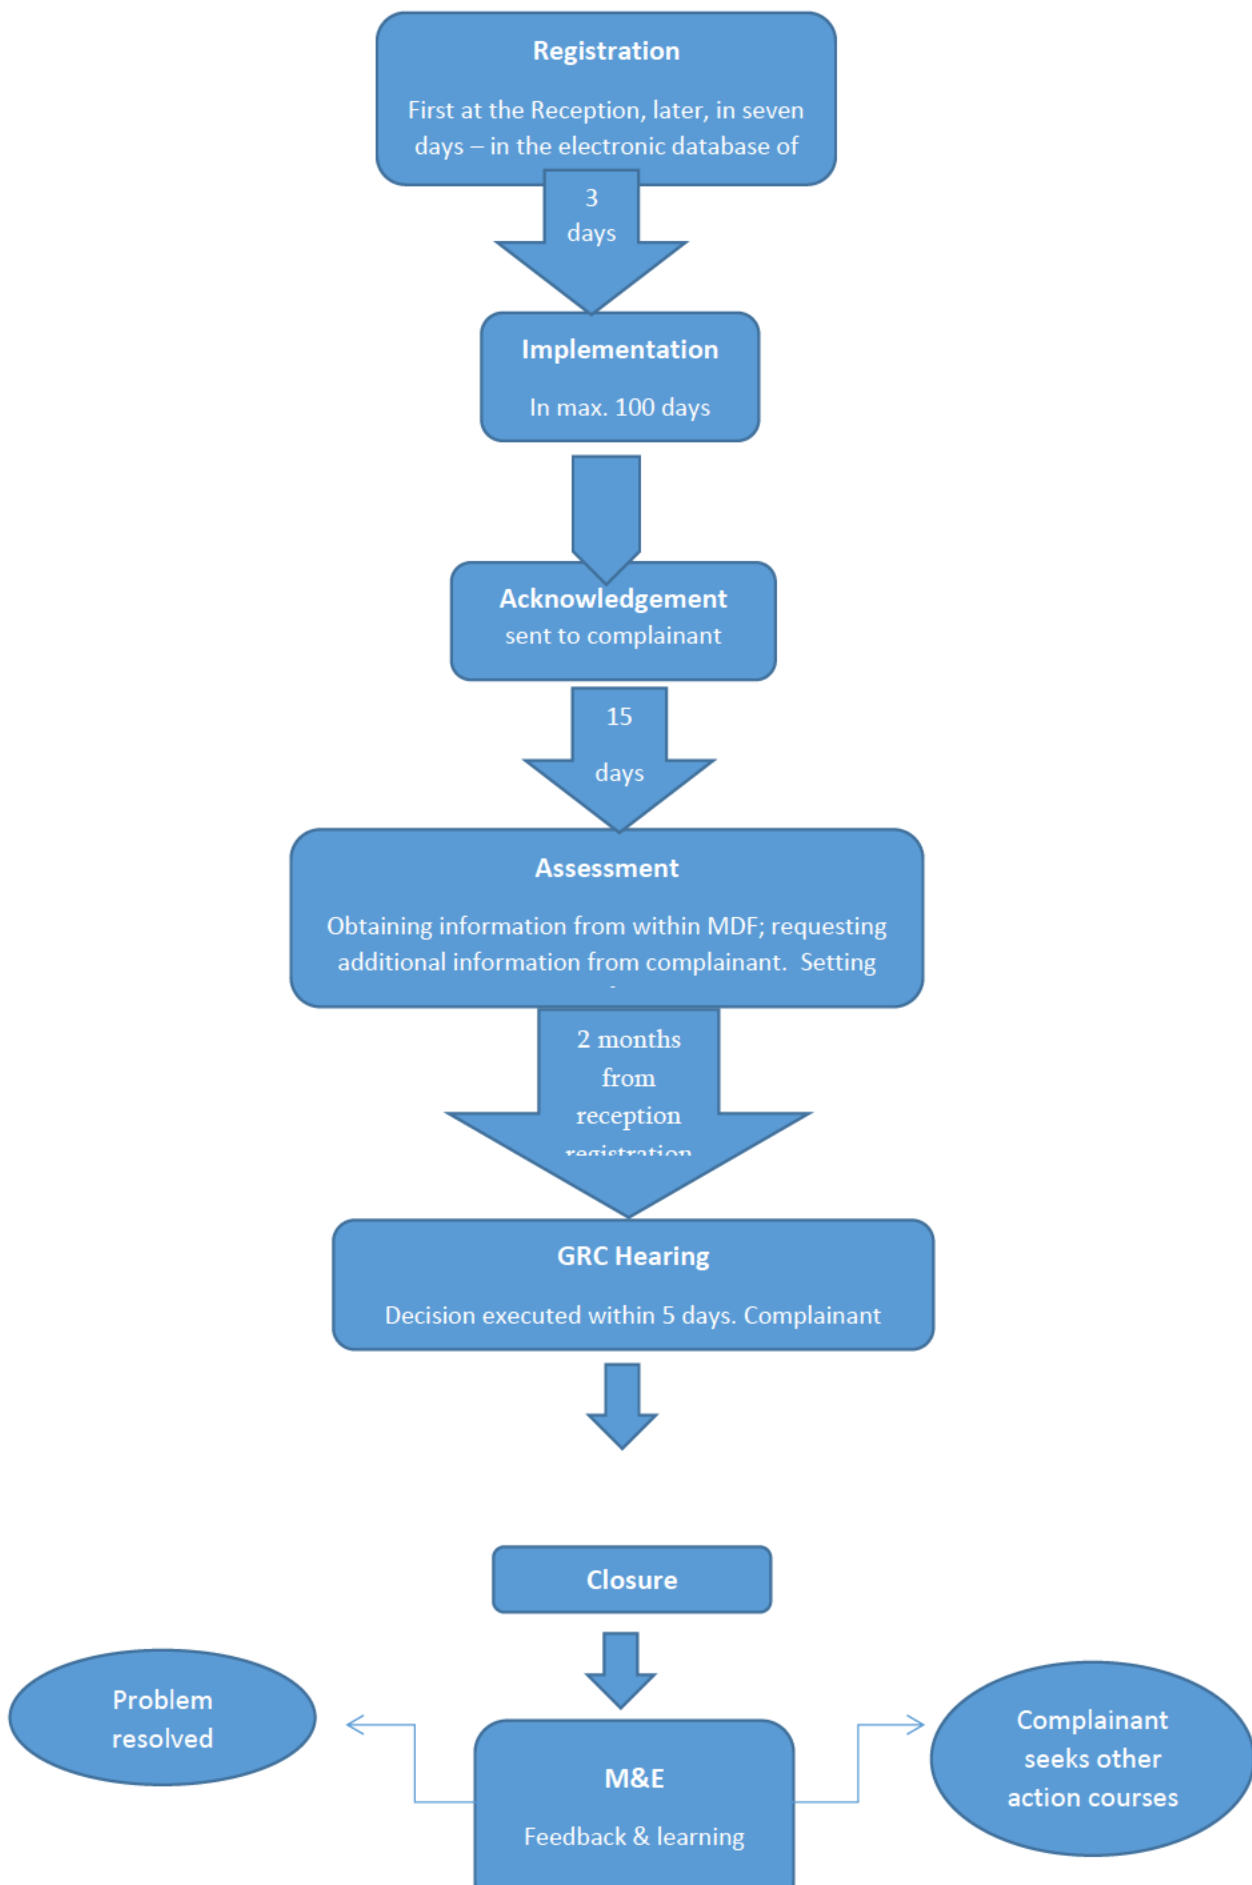 Registration
First at the Reception, later, in seven
days – in the electronic database of
3
days
Implementation
In max. 100 days
Acknowledgement
sent to complainant
15
days
Assessment
Obtaining information from within MDF; requesting
additional information from complainant. Setting
2 months
from
reception
registration
GRC Hearing
Decision executed within 5 days. Complainant
Closure
Problem
resolved
Complainant
seeks other
action courses
M&E
Feedback & learning